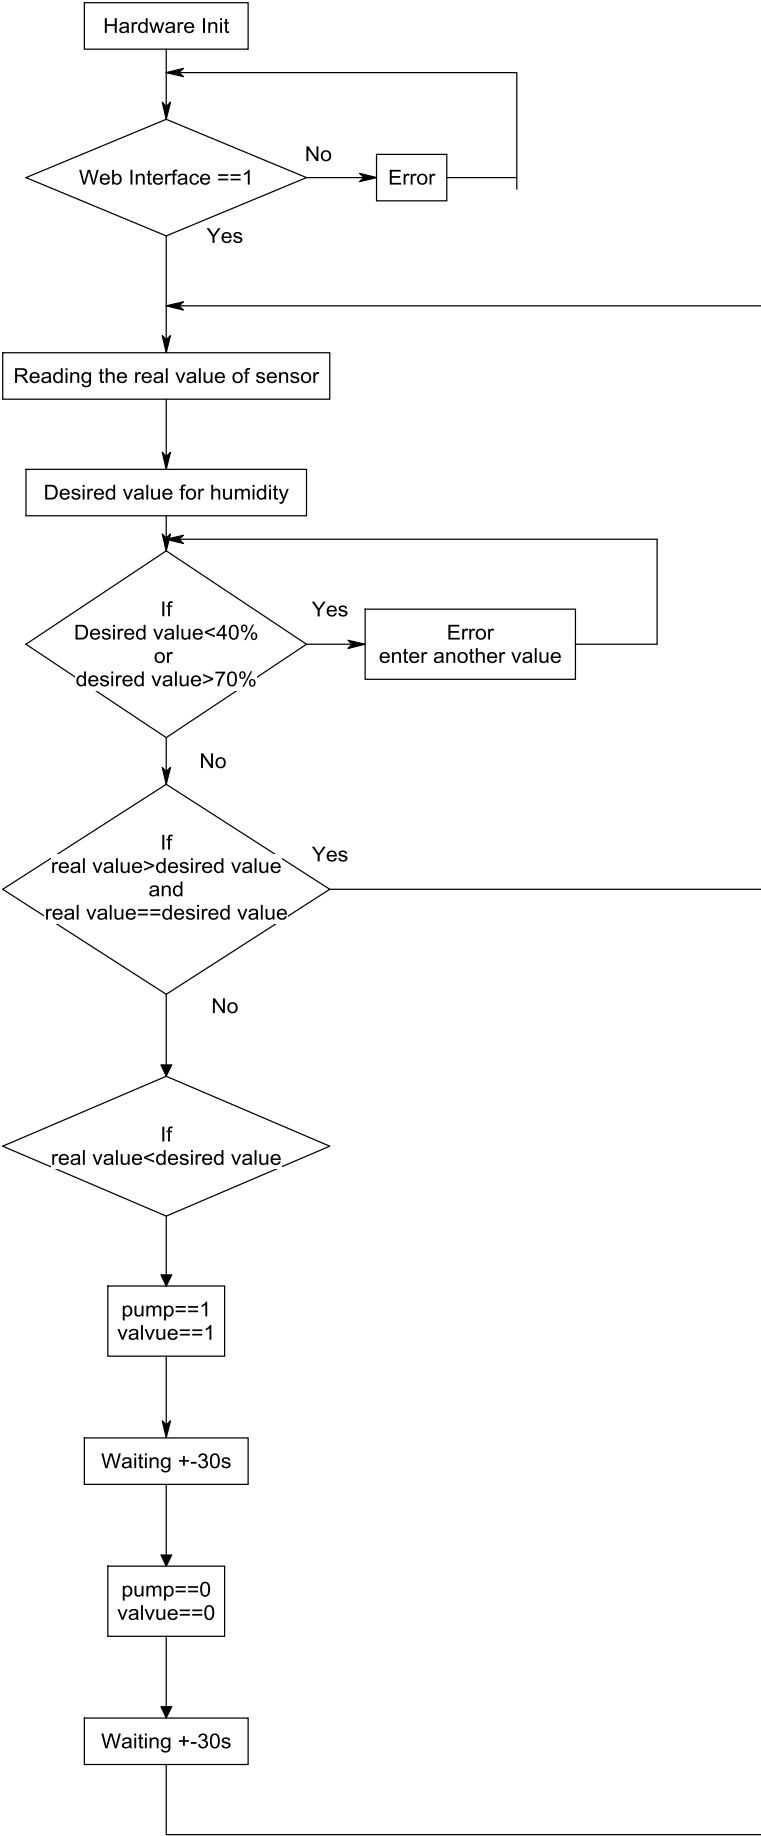 Hardware Init
Web Interface ==1
No
Error
Yes
Reading the real value of sensor
Desired value for humidity
If
Desired value<40%
or
desired value>70%
Yes
Error
enter another value
No
If
real value>desired value
and
real value==desired value
Yes
No
If
real value<desired value
pump==1
valvue==1
Waiting +-30s
pump==0
valvue==0
Waiting +-30s